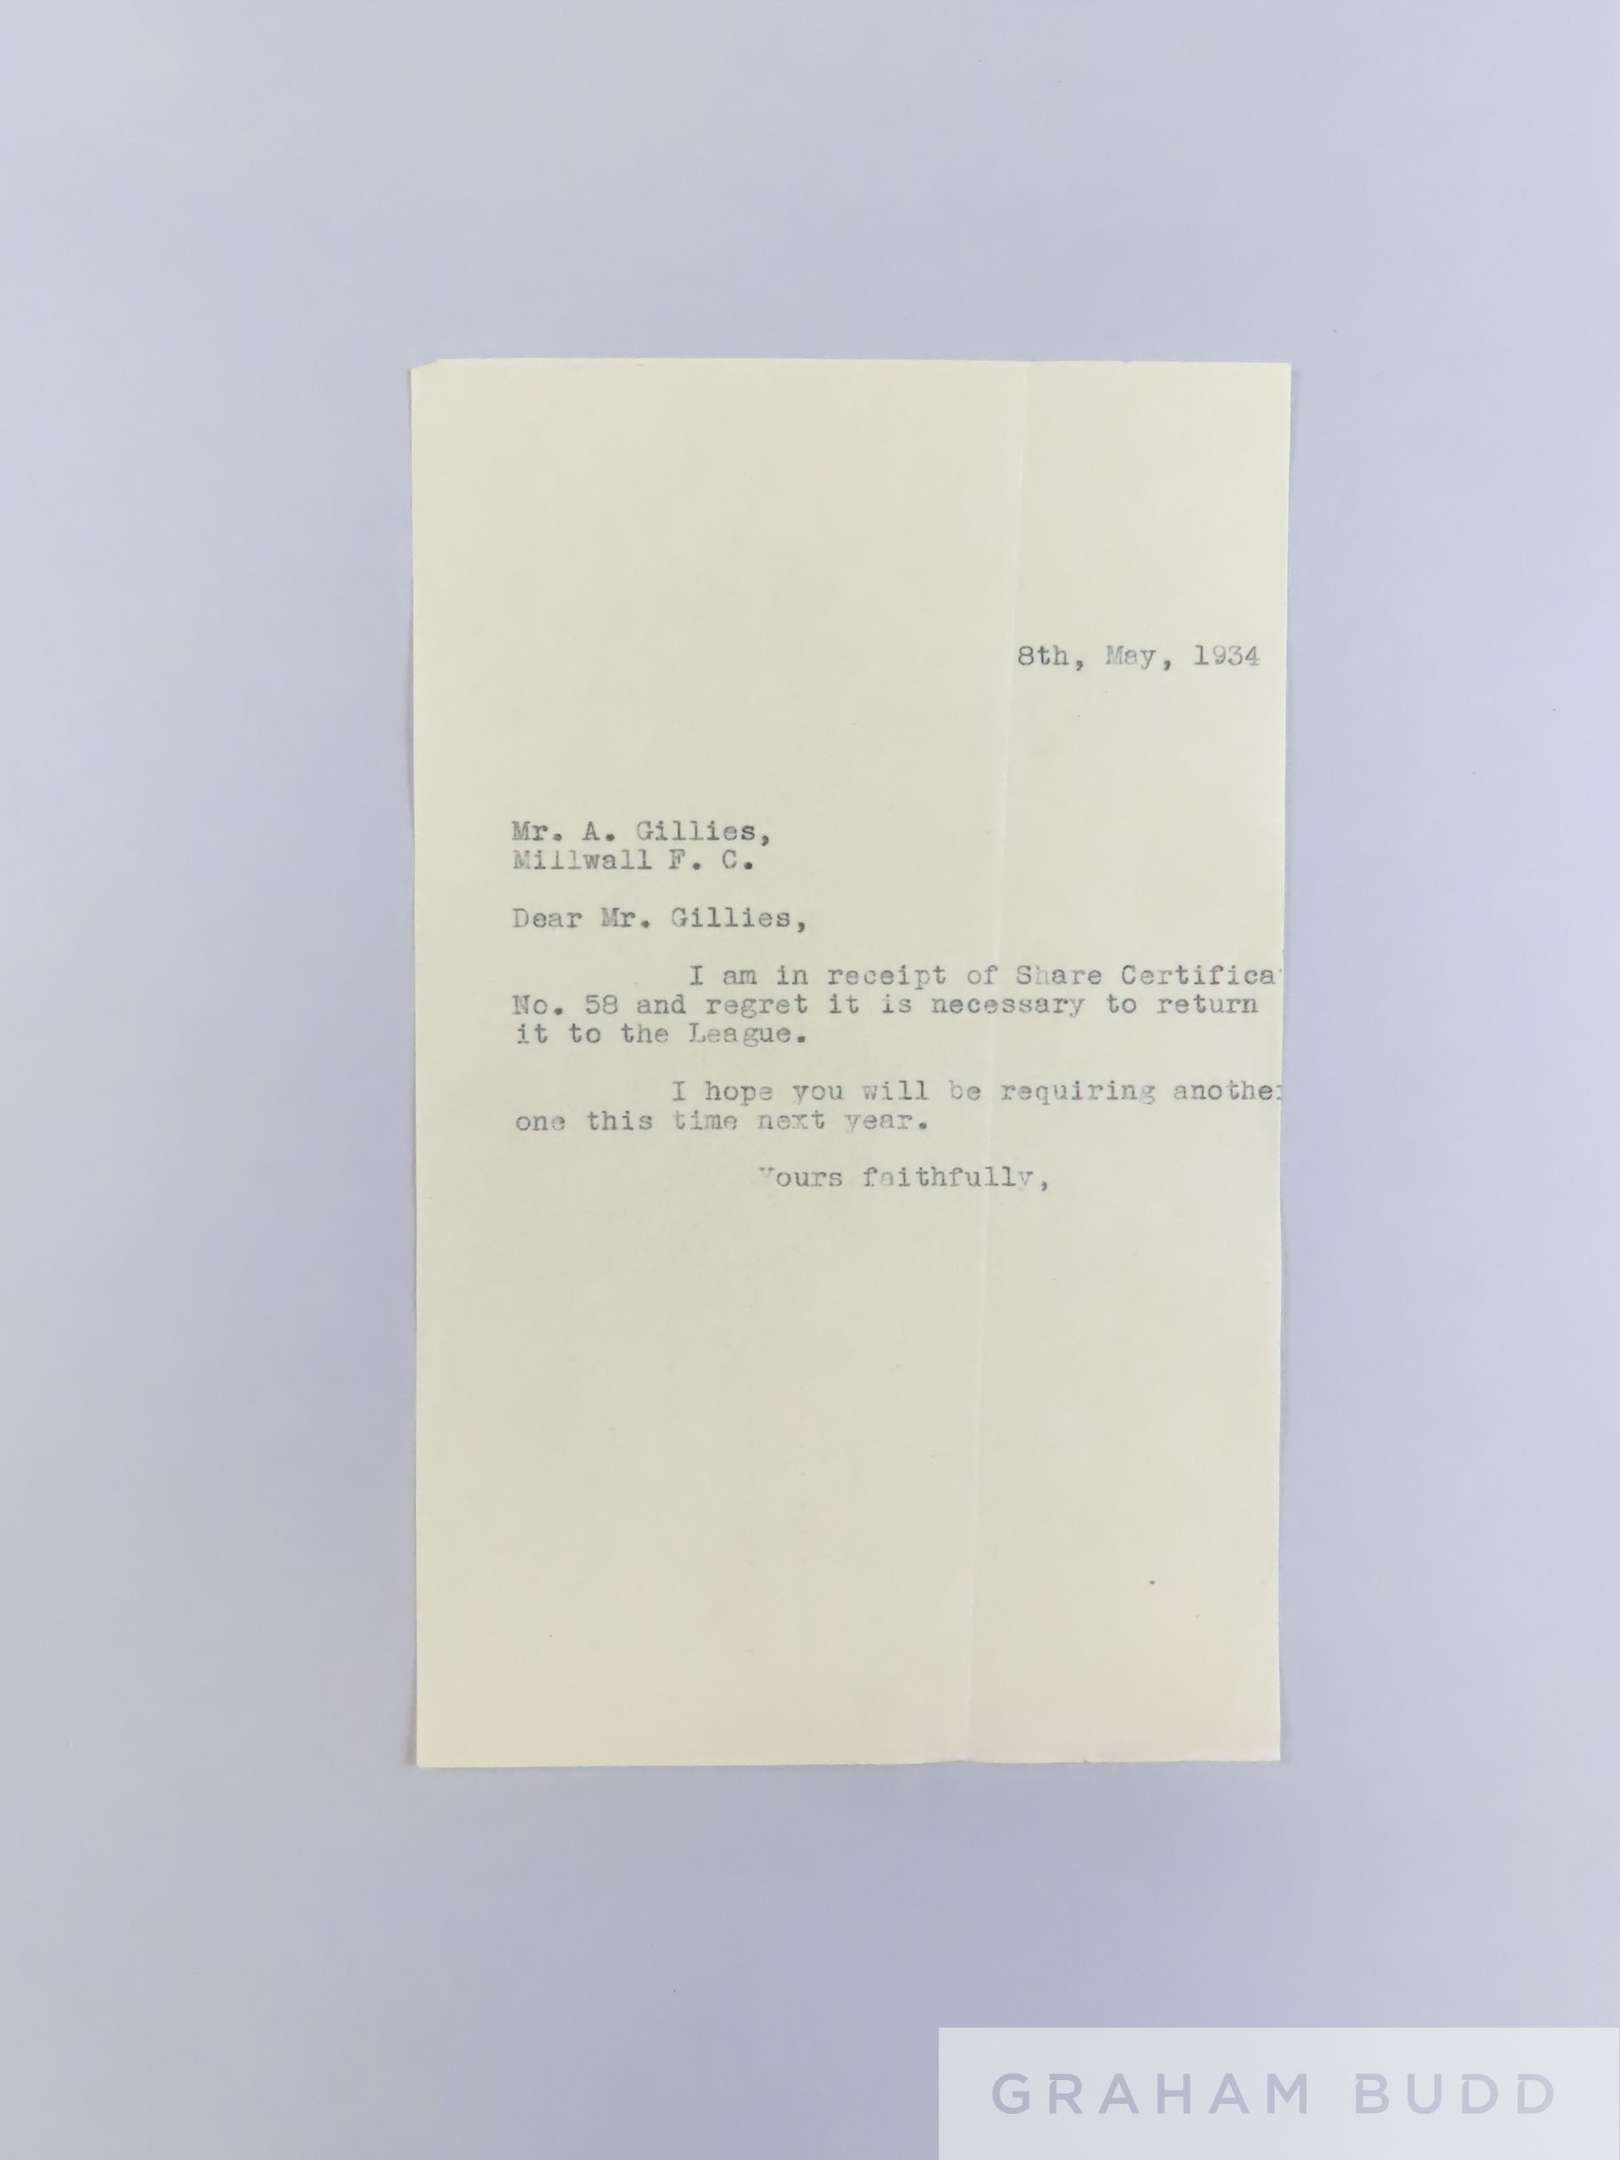 8th, May, 1934
Mr. A. Gillies,
Millwall F. C.
Dear Mr. Gillies,
I am in receipt of Share Certifica
No. 58 and regret it is necessary to return
it to the League.
I hope you will be requiring another
one this time next year.
Yours faithfully,
GRAHAM BUDD